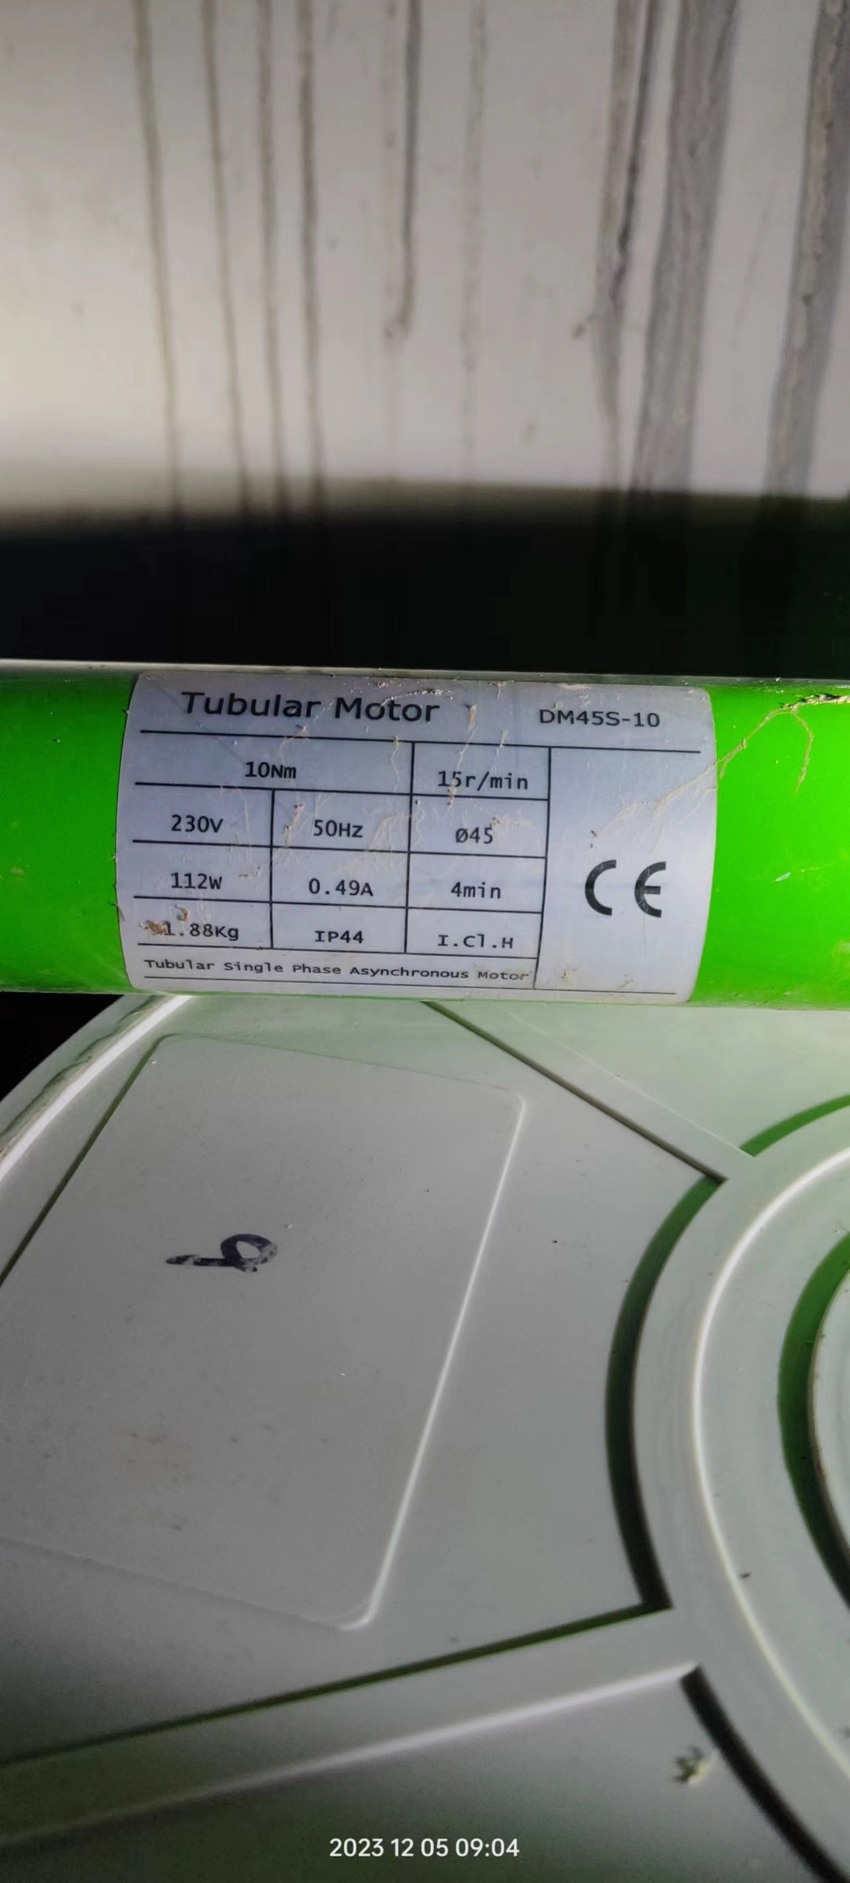 Tubular Motor DM45S-10
10Nm 15r/min
230V 50Hz Ø45
112W 0.49A 4min
1.88Kg IP44 I.Cl.H
CE
Tubular Single Phase Asynchronous Motor
2023 12 05 09:04